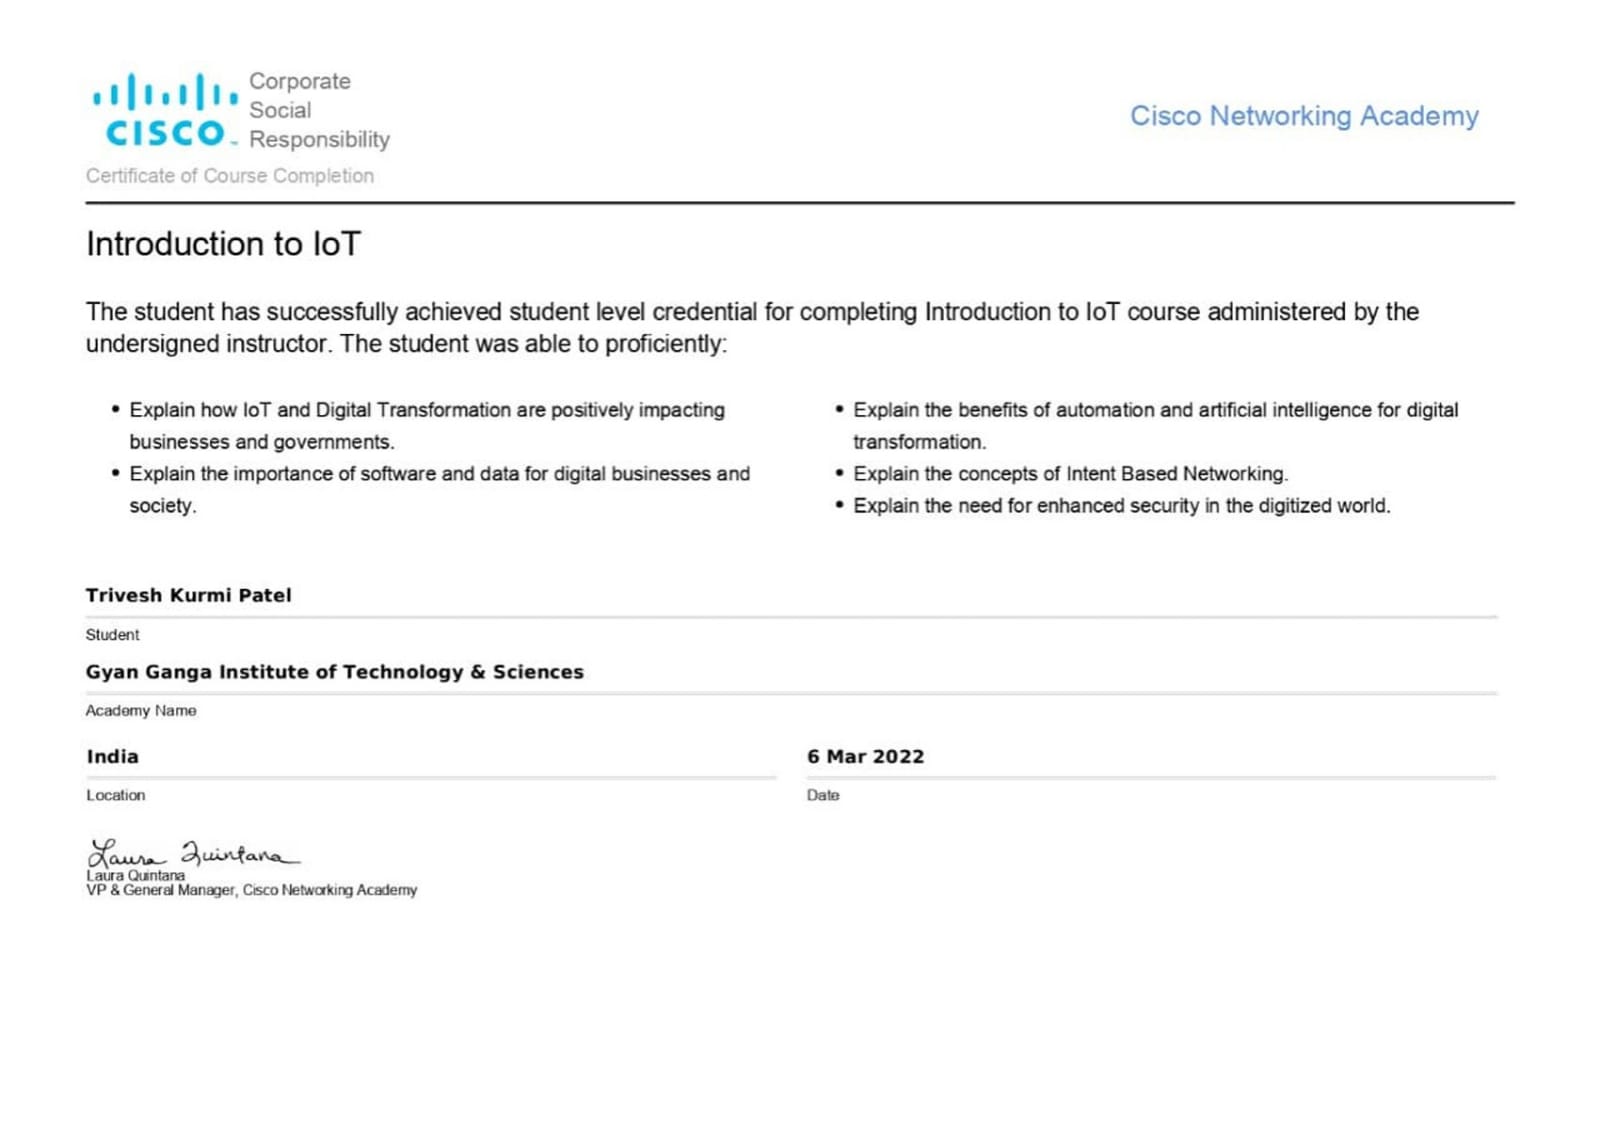 CISCO
Corporate
Social
Responsibility
Certificate of Course Completion
Cisco Networking Academy
Introduction to IoT
The student has successfully achieved student level credential for completing Introduction to IoT course administered by the
undersigned instructor. The student was able to proficiently:
• Explain how IoT and Digital Transformation are positively impacting
businesses and governments.
• Explain the importance of software and data for digital businesses and
society.
• Explain the benefits of automation and artificial intelligence for digital
transformation.
• Explain the concepts of Intent Based Networking.
• Explain the need for enhanced security in the digitized world.
Trivesh Kurmi Patel
Student
Gyan Ganga Institute of Technology & Sciences
Academy Name
India
Location
6 Mar 2022
Date
Laura Quintana
Laura Quintana
VP & General Manager, Cisco Networking Academy